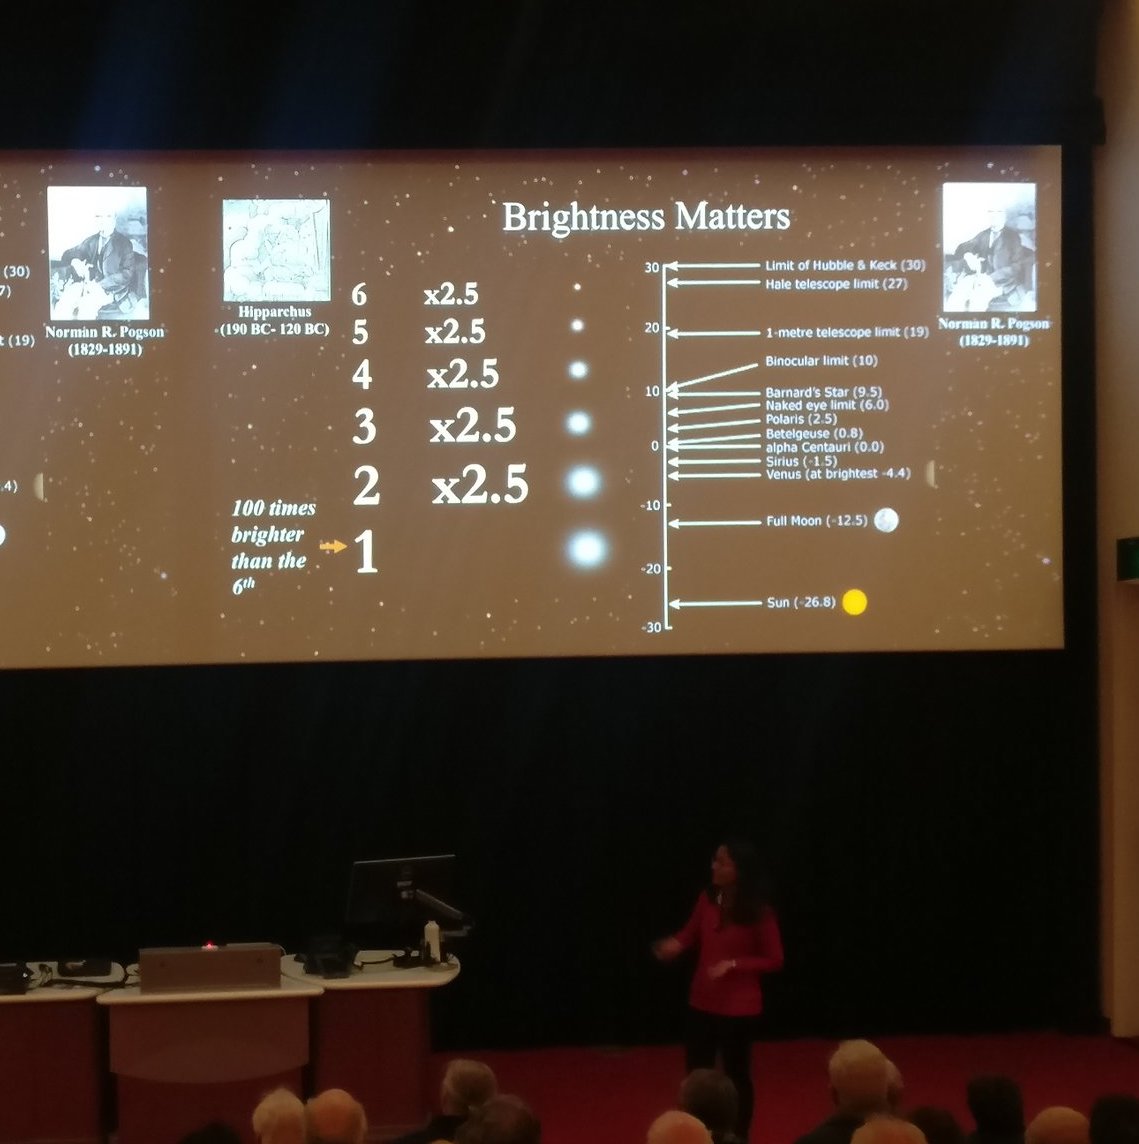 (30)
7)
t (19)
.4)
Norman R. Pogson
(1829-1891)
Hipparchus
(190 BC- 120 BC)
Brightness Matters
6 x2.5
5 x2.5
4 x2.5
3 x2.5
2 x2.5
1
100 times
brighter
than the
6th
30
20
10
0
-10
-20
-30
Limit of Hubble & Keck (30)
Hale telescope limit (27)
1-metre telescope limit (19)
Binocular limit (10)
Barnard's Star (9.5)
Naked eye limit (6.0)
Polaris (2.5)
Betelgeuse (0.8)
alpha Centauri (0.0)
Sirius (-1.5)
Venus (at brightest -4.4)
Full Moon (-12.5)
Sun (-26.8)
Norman R. Pogson
(1829-1891)